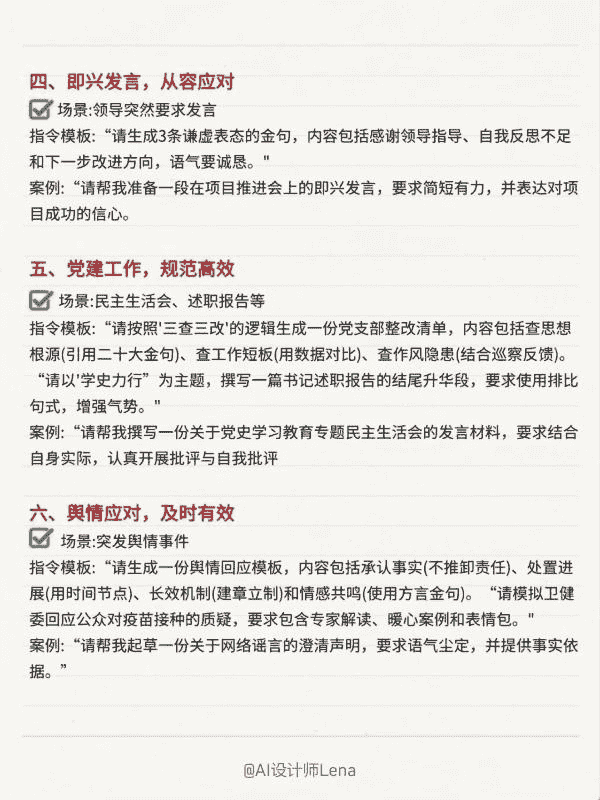 四、即兴发言，从容应对
场景:领导突然要求发言
指令模板:“请生成3条谦虚表态的金句，内容包括感谢领导指导、自我反思不足
和下一步改进方向，语气要诚恳。"
案例:“请帮我准备一段在项目推进会上的即兴发言，要求简短有力，并表达对项
目成功的信心。
五、党建工作，规范高效
场景:民主生活会、述职报告等
指令模板:“请按照'三查三改'的逻辑生成一份党支部整改清单，内容包括查思想
根源(引用二十大金句)、查工作短板(用数据对比)、查作风隐患(结合巡察反馈)。
“请以'学史力行”为主题，撰写一篇书记述职报告的结尾升华段，要求使用排比
句式，增强气势。"
案例:“请帮我撰写一份关于党史学习教育专题民主生活会的发言材料，要求结合
自身实际，认真开展批评与自我批评
六、舆情应对，及时有效
场景:突发舆情事件
指令模板:“请生成一份舆情回应模板，内容包括承认事实(不推卸责任)、处置进
展(用时间节点)、长效机制(建章立制)和情感共鸣(使用方言金句)。“请模拟卫健
委回应公众对疫苗接种的质疑，要求包含专家解读、暖心案例和表情包。"
案例:“请帮我起草一份关于网络谣言的澄清声明，要求语气尘定，并提供事实依
据。”
@AI设计师Lena